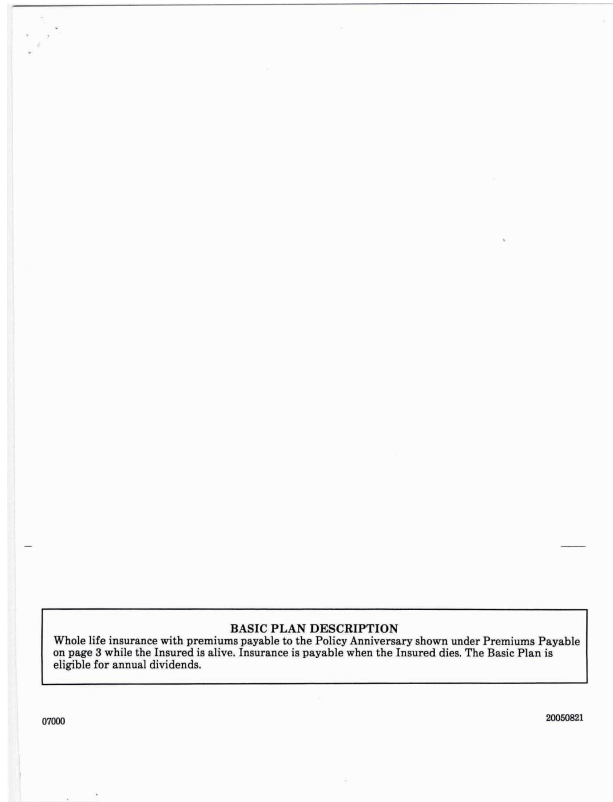 BASIC PLAN DESCRIPTION
Whole life insurance with premiums payable to the Policy Anniversary shown under Premiums Payable
on page 3 while the Insured is alive. Insurance is payable when the Insured dies. The Basic Plan is
eligible for annual dividends.
07000 20050821